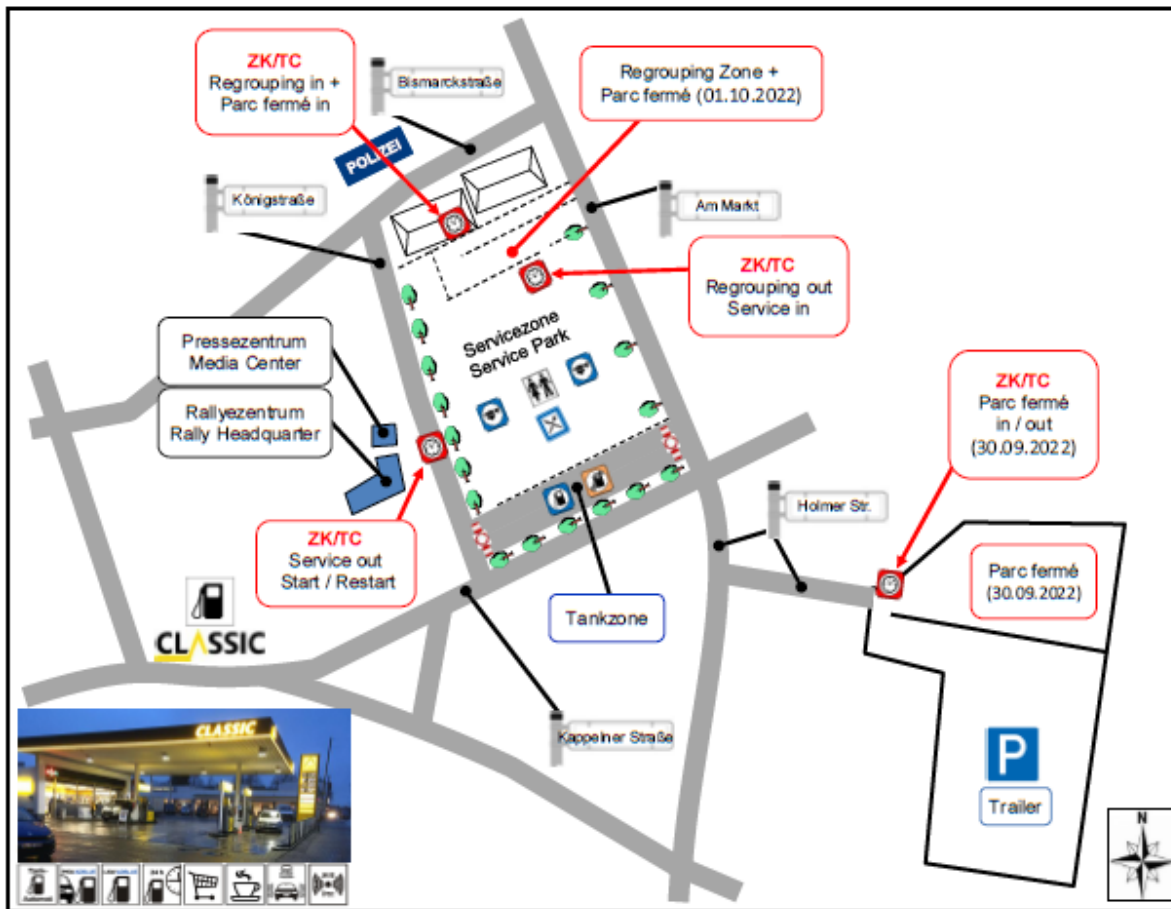 ZK/TC
Regrouping in +
Parc fermé in
Bismarckstraße
Regrouping Zone +
Parc fermé (01.10.2022)
POLIZEI
Königstraße
Am Markt
ZK/TC
Regrouping out
Service in
Servicezone
Service Park
Pressezentrum
Media Center
Rallyezentrum
Rally Headquarter
ZK/TC
Parc fermé
in / out
(30.09.2022)
Holmer Str.
ZK/TC
Service out
Start / Restart
Parc fermé
(30.09.2022)
Tankzone
CLASSIC
Kappelner Straße
CLASSIC
P
Trailer
N